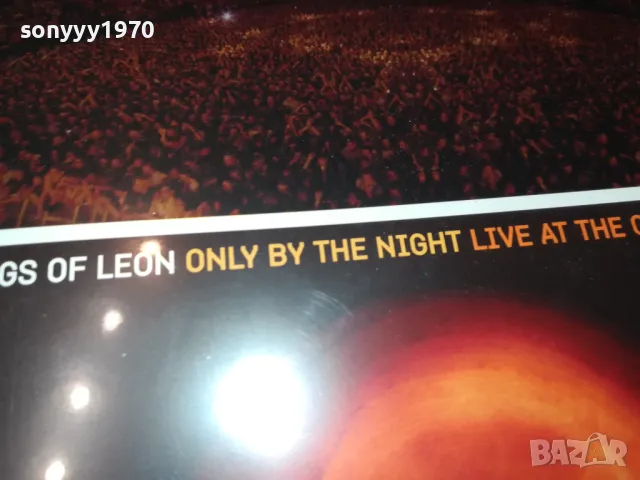 sonyyy1970
GS OF LEON ONLY BY THE NIGHT LIVE AT THE
BAZAR